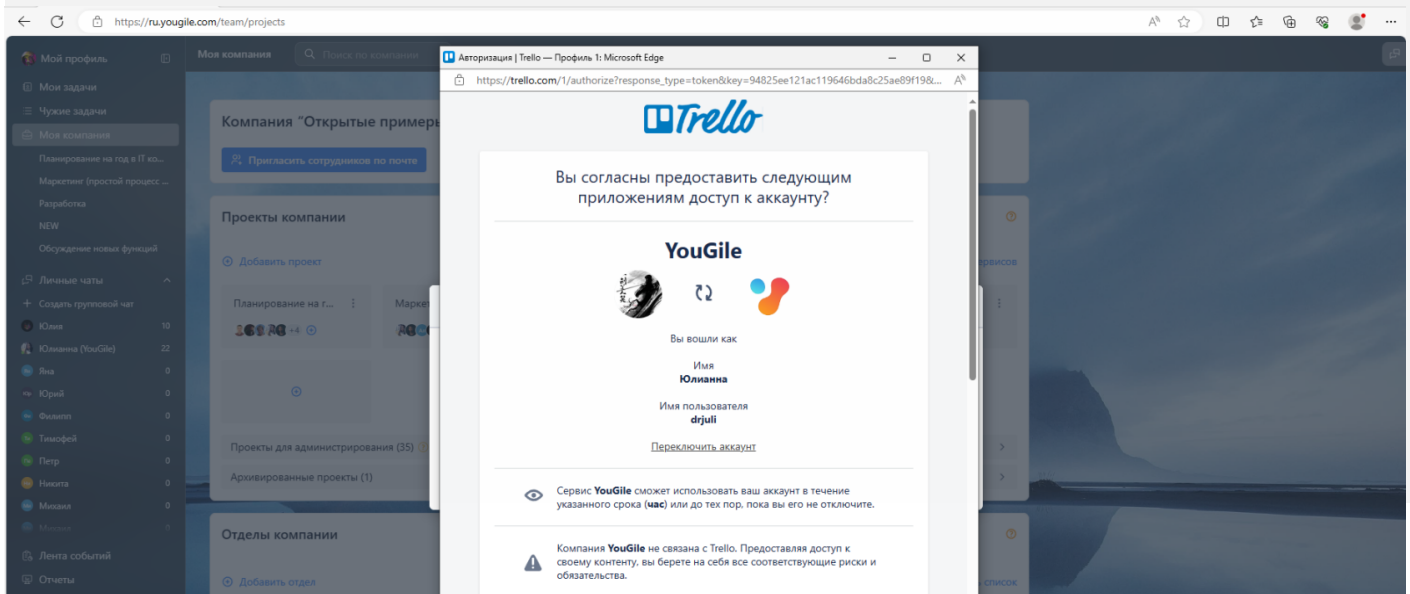 https://ru.yougile.com/team/projects
Мой профиль
Мои задачи
Чужие задачи
Моя компания
Планирование на год в IT ко...
Маркетинг (простой процесс ...
Разработка
NEW
Обсуждение новых функций
Личные чаты
Создать групповой чат
Юлия 10
Юлианна (YouGile) 22
Яна 0
Юрий 0
Филипп 0
Тимофей 0
Петр 0
Никита 0
Михаил 0
Михаил 0
Лента событий
Отчеты
Моя компания
Поиск по компании
Компания "Открытые пример
Пригласить сотрудников по почте
Проекты компании
Добавить проект
Планирование на г...
Маркет
+4
Проекты для администрирования (35)
Архивированные проекты (1)
Отделы компании
Добавить отдел
список
Авторизация | Trello — Профиль 1: Microsoft Edge
https://trello.com/1/authorize?response_type=token&key=94825ee121ac119646bda8c25ae89f19&...
Trello
Вы согласны предоставить следующим
приложениям доступ к аккаунту?
YouGile
Вы вошли как
Имя
Юлианна
Имя пользователя
drjuli
Переключить аккаунт
Сервис YouGile сможет использовать ваш аккаунт в течение
указанного срока (час) или до тех пор, пока вы его не отключите.
Компания YouGile не связана с Trello. Предоставляя доступ к
своему контенту, вы берете на себя все соответствующие риски и
обязательства.